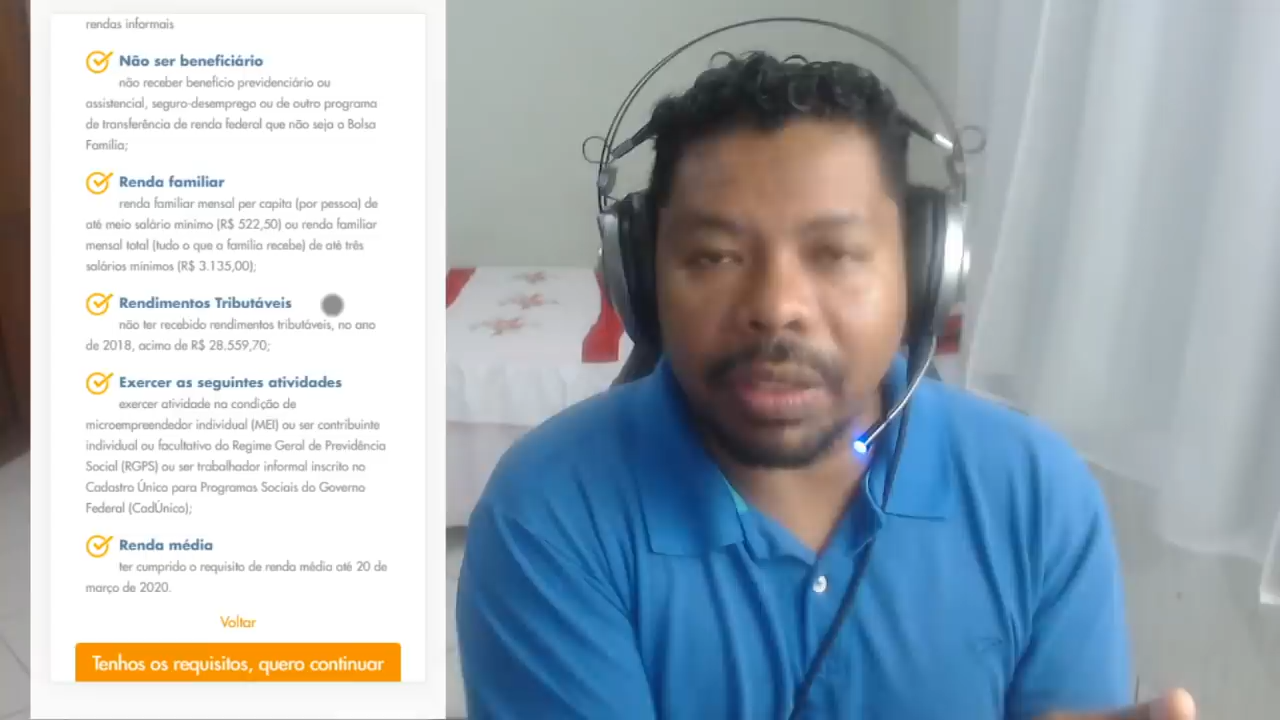 rendas informais
Não ser beneficiário
não receber benefício previdenciário ou
assistencial, seguro-desemprego ou de outro programa
de transferência de renda federal que não seja o Bolsa
Família;
Renda familiar
renda familiar mensal per capita (por pessoa) de
até meio salário mínimo (R$ 522,50) ou renda familiar
mensal total (tudo o que a família recebe) de até três
salários mínimos (R$ 3.135,00);
Rendimentos Tributáveis
não ter recebido rendimentos tributáveis, no ano
de 2018, acima de R$ 28.559,70;
Exercer as seguintes atividades
exercer atividade na condição de
microempreendedor individual (MEI) ou ser contribuinte
individual ou facultativo do Regime Geral de Previdência
Social (RGPS) ou ser trabalhador informal inscrito no
Cadastro Único para Programas Sociais do Governo
Federal (CadÚnico);
Renda média
ter cumprido o requisito de renda média até 20 de
março de 2020.
Voltar
Tenhos os requisitos, quero continuar